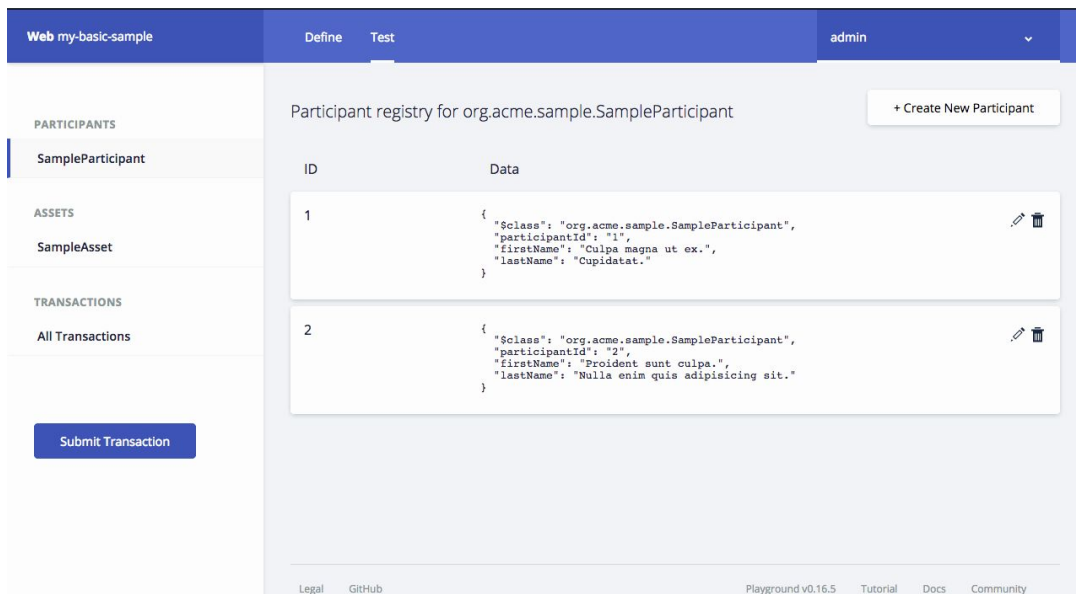 Web my-basic-sample
Define Test
admin
PARTICIPANTS
SampleParticipant
ASSETS
SampleAsset
TRANSACTIONS
All Transactions
Submit Transaction
Participant registry for org.acme.sample.SampleParticipant
+ Create New Participant
ID Data
1
{
"$class": "org.acme.sample.SampleParticipant",
"participantId": "1",
"firstName": "Culpa magna ut ex.",
"lastName": "Cupidatat."
}
2
{
"$class": "org.acme.sample.SampleParticipant",
"participantId": "2",
"firstName": "Proident sunt culpa.",
"lastName": "Nulla enim quis adipisicing sit."
}
Legal GitHub Playground v0.16.5 Tutorial Docs Community